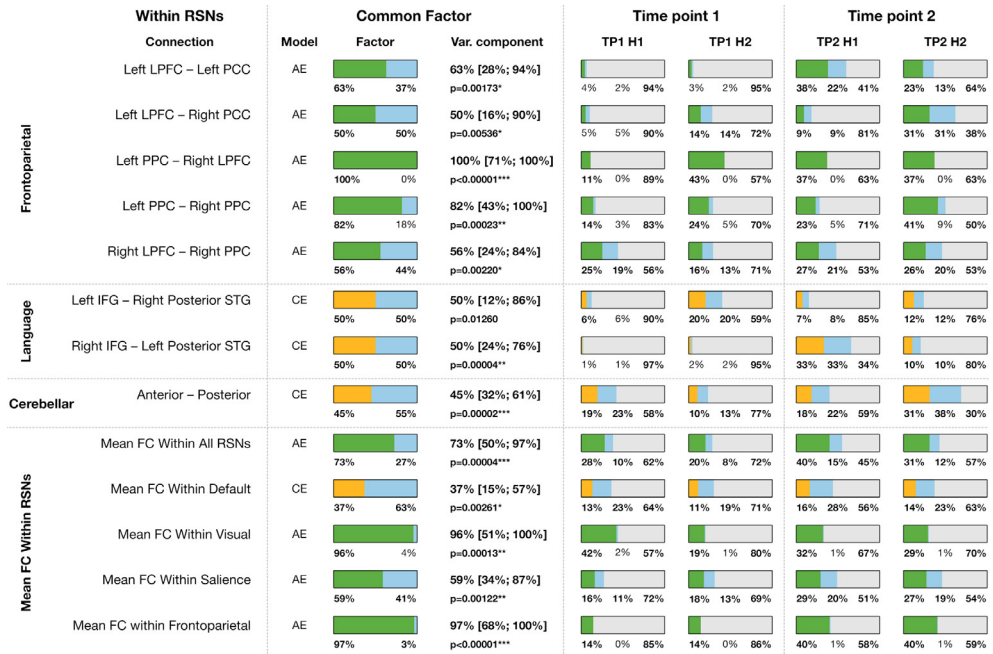 Within RSNs Common Factor Time point 1 Time point 2
Connection Model Factor Var. component TP1 H1 TP1 H2 TP2 H1 TP2 H2
Frontoparietal
Left LPFC – Left PCC AE 63% [28%; 94%]
63% 37% p=0.00173* 4% 2% 94% 3% 2% 95% 38% 22% 41% 23% 13% 64%
Left LPFC – Right PCC AE 50% [16%; 90%]
50% 50% p=0.00536* 5% 5% 90% 14% 14% 72% 9% 9% 81% 31% 31% 38%
Left PPC – Right LPFC AE 100% [71%; 100%]
100% 0% p<0.00001*** 11% 0% 89% 43% 0% 57% 37% 0% 63% 37% 0% 63%
Left PPC – Right PPC AE 82% [43%; 100%]
82% 18% p=0.00023** 14% 3% 83% 24% 5% 70% 23% 5% 71% 41% 9% 50%
Right LPFC – Right PPC AE 56% [24%; 84%]
56% 44% p=0.00220* 25% 19% 56% 16% 13% 71% 27% 21% 53% 26% 20% 53%
Language
Left IFG – Right Posterior STG CE 50% [12%; 86%]
50% 50% p=0.01260 6% 6% 90% 20% 20% 59% 7% 8% 85% 12% 12% 76%
Right IFG – Left Posterior STG CE 50% [24%; 76%]
50% 50% p=0.00004** 1% 1% 97% 2% 2% 95% 33% 33% 34% 10% 10% 80%
Cerebellar
Anterior – Posterior CE 45% [32%; 61%]
45% 55% p=0.00002*** 19% 23% 58% 10% 13% 77% 18% 22% 59% 31% 38% 30%
Mean FC Within RSNs
Mean FC Within All RSNs AE 73% [50%; 97%]
73% 27% p=0.00004*** 28% 10% 62% 20% 8% 72% 40% 15% 45% 31% 12% 57%
Mean FC Within Default CE 37% [15%; 57%]
37% 63% p=0.00261* 13% 23% 64% 11% 19% 71% 16% 28% 56% 14% 23% 63%
Mean FC Within Visual AE 96% [51%; 100%]
96% 4% p=0.00013** 42% 2% 57% 19% 1% 80% 32% 1% 67% 29% 1% 70%
Mean FC Within Salience AE 59% [34%; 87%]
59% 41% p=0.00122** 16% 11% 72% 18% 13% 69% 29% 20% 51% 27% 19% 54%
Mean FC within Frontoparietal AE 97% [68%; 100%]
97% 3% p<0.00001*** 14% 0% 85% 14% 0% 86% 40% 1% 58% 40% 1% 59%